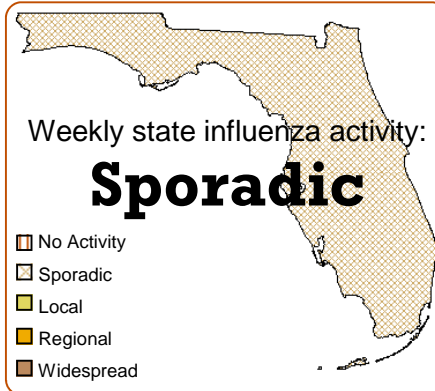 Weekly state influenza activity:
Sporadic
No Activity
Sporadic
Local
Regional
Widespread